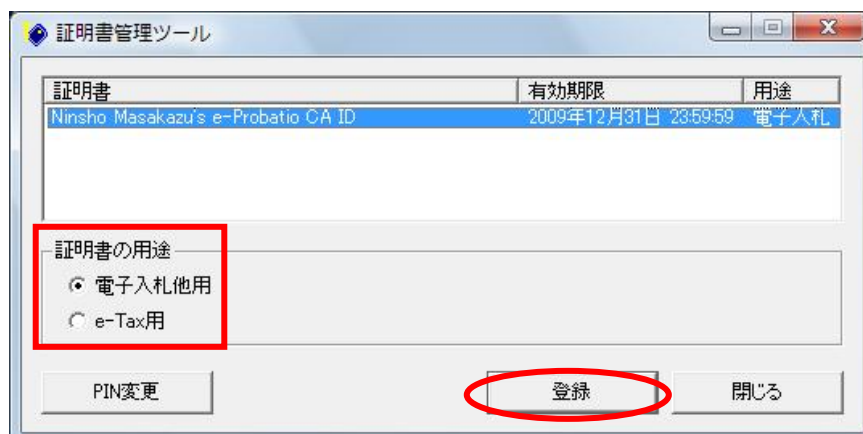 証明書管理ツール
証明書 有効期限 用途
Ninsho Masakazu's e-Probatio CA ID 2009年12月31日 23:59:59 電子入札
証明書の用途
電子入札他用
e-Tax用
PIN変更 登録 閉じる